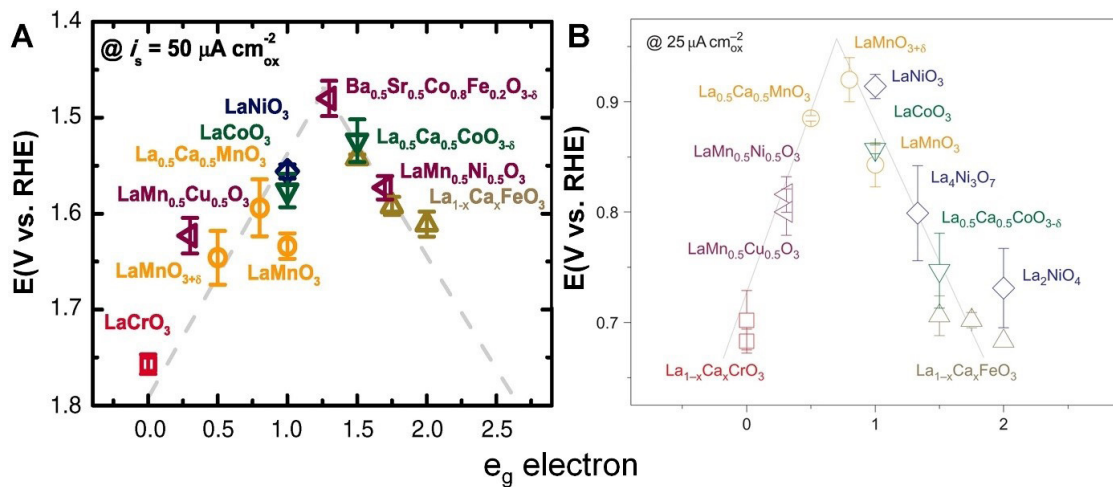 A
@ iₛ = 50 μA cm⁻²ₒₓ
1.4
1.5
1.6
1.7
1.8
E(V vs. RHE)
Ba₀.₅Sr₀.₅Co₀.₈Fe₀.₂O₃₋δ
LaNiO₃
LaCoO₃
La₀.₅Ca₀.₅CoO₃₋δ
La₀.₅Ca₀.₅MnO₃
LaMn₀.₅Ni₀.₅O₃
LaMn₀.₅Cu₀.₅O₃
La₁₋ₓCaₓFeO₃
LaMnO₃₊δ
LaMnO₃
LaCrO₃
0.0 0.5 1.0 1.5 2.0 2.5
B
@ 25 μA cm⁻²ₒₓ
0.9
0.8
0.7
E(V vs. RHE)
LaMnO₃₊δ
LaNiO₃
La₀.₅Ca₀.₅MnO₃
LaCoO₃
LaMnO₃
LaMn₀.₅Ni₀.₅O₃
La₄Ni₃O₇
La₀.₅Ca₀.₅CoO₃₋δ
LaMn₀.₅Cu₀.₅O₃
La₂NiO₄
La₁₋ₓCaₓCrO₃
La₁₋ₓCaₓFeO₃
0 1 2
e_g electron